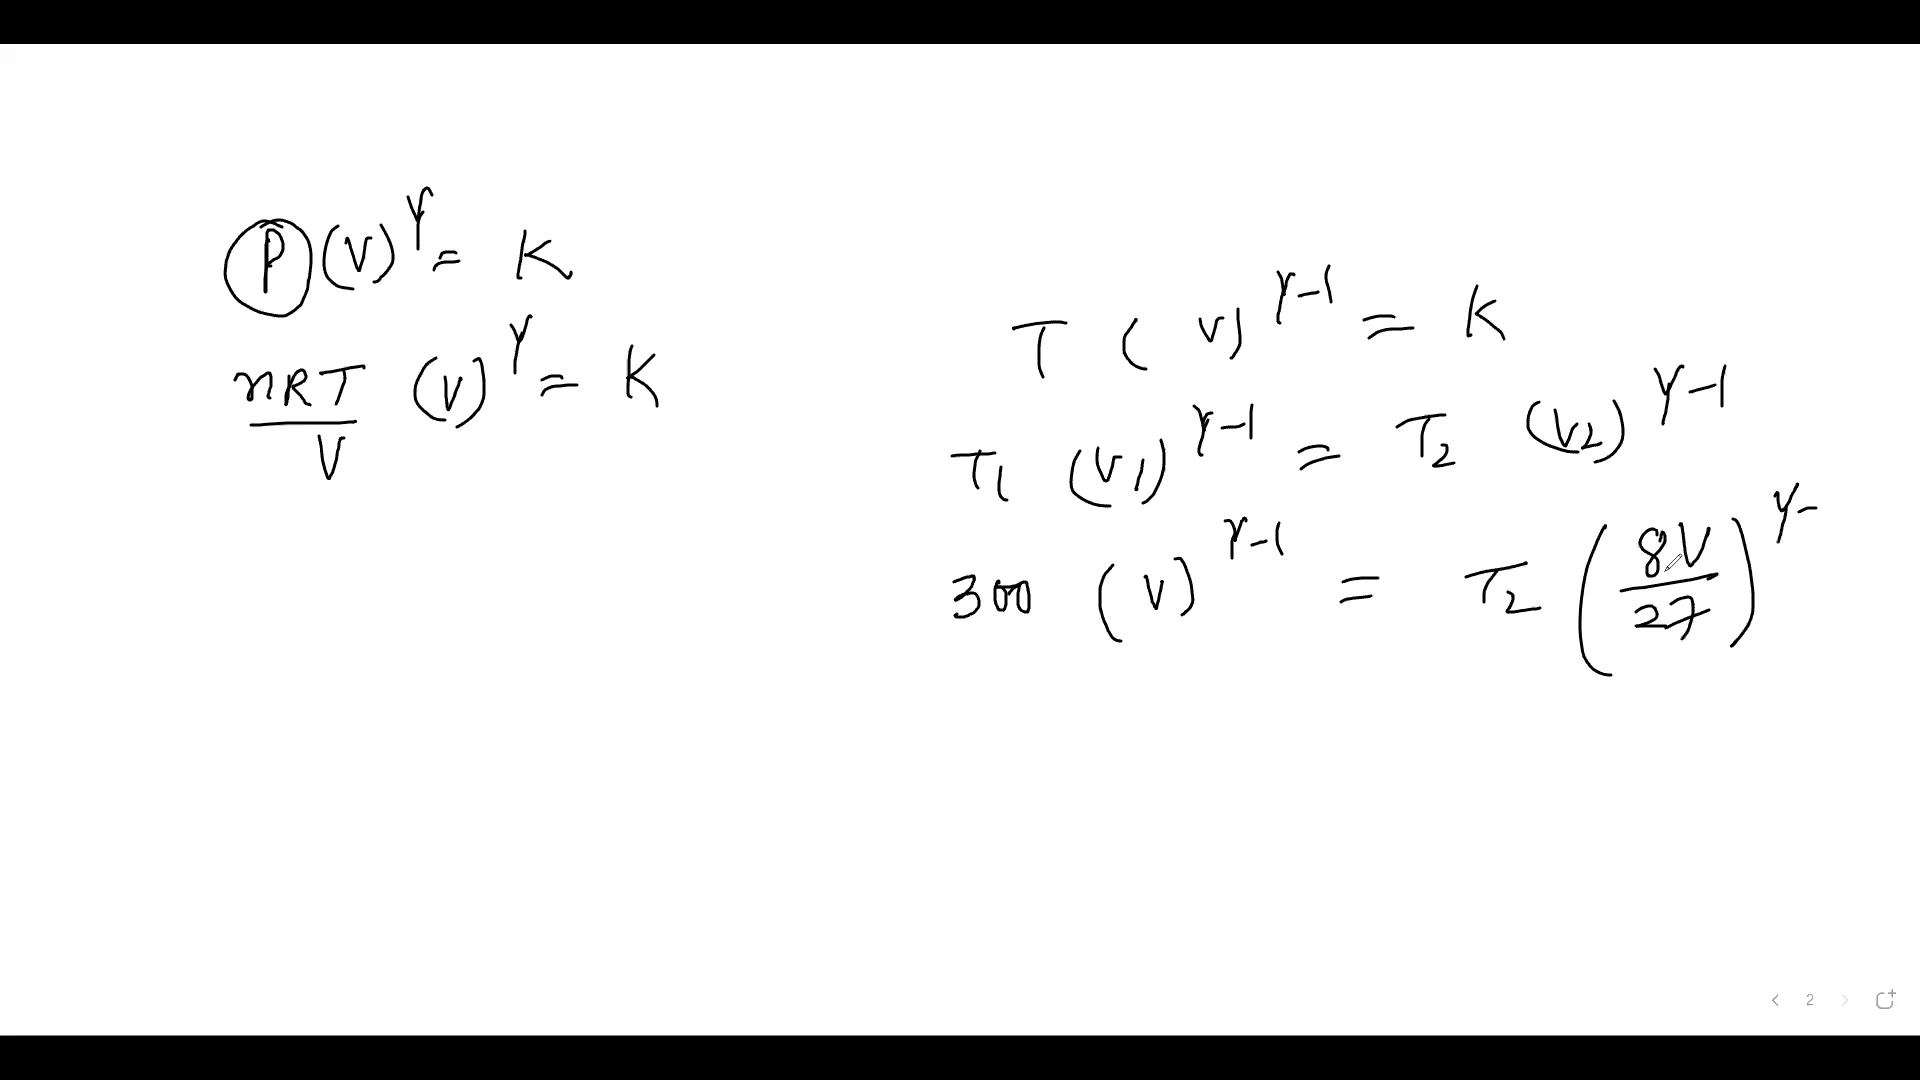 P (V)^γ = K
nRT/V (V)^γ = K
T (V)^γ-1 = K
T1 (V1)^γ-1 = T2 (V2)^γ-1
300 (V)^γ-1 = T2 (8V/27)^γ-
2